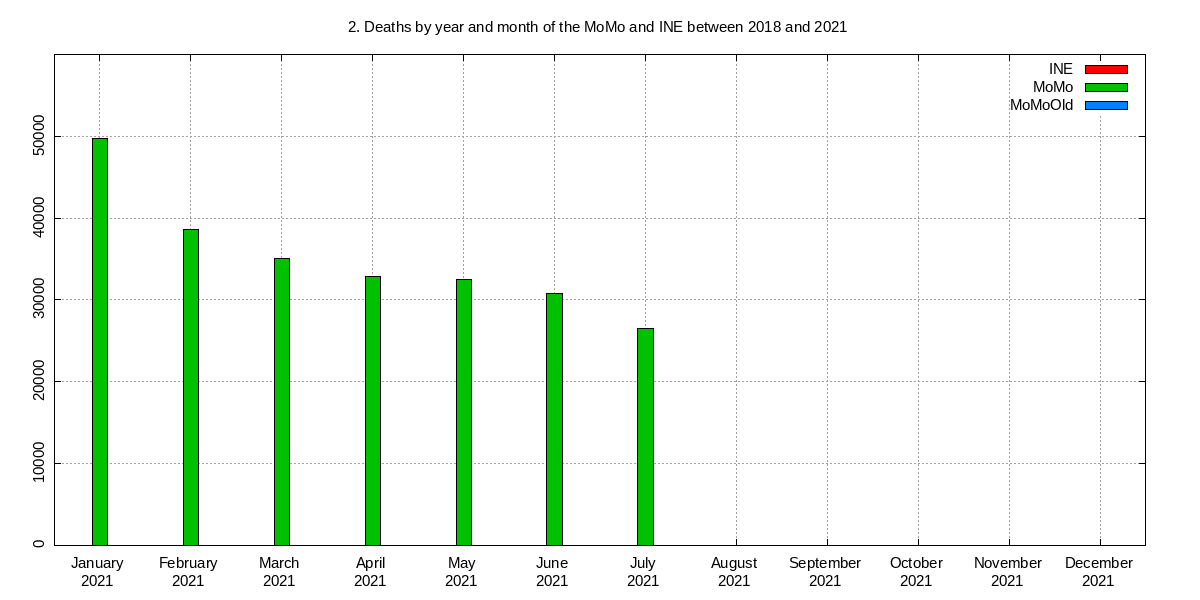 2. Deaths by year and month of the MoMo and INE between 2018 and 2021
INE
MoMo
MoMoOld
50000
40000
30000
20000
10000
0
January February March April May June July August September October November December
2021 2021 2021 2021 2021 2021 2021 2021 2021 2021 2021 2021